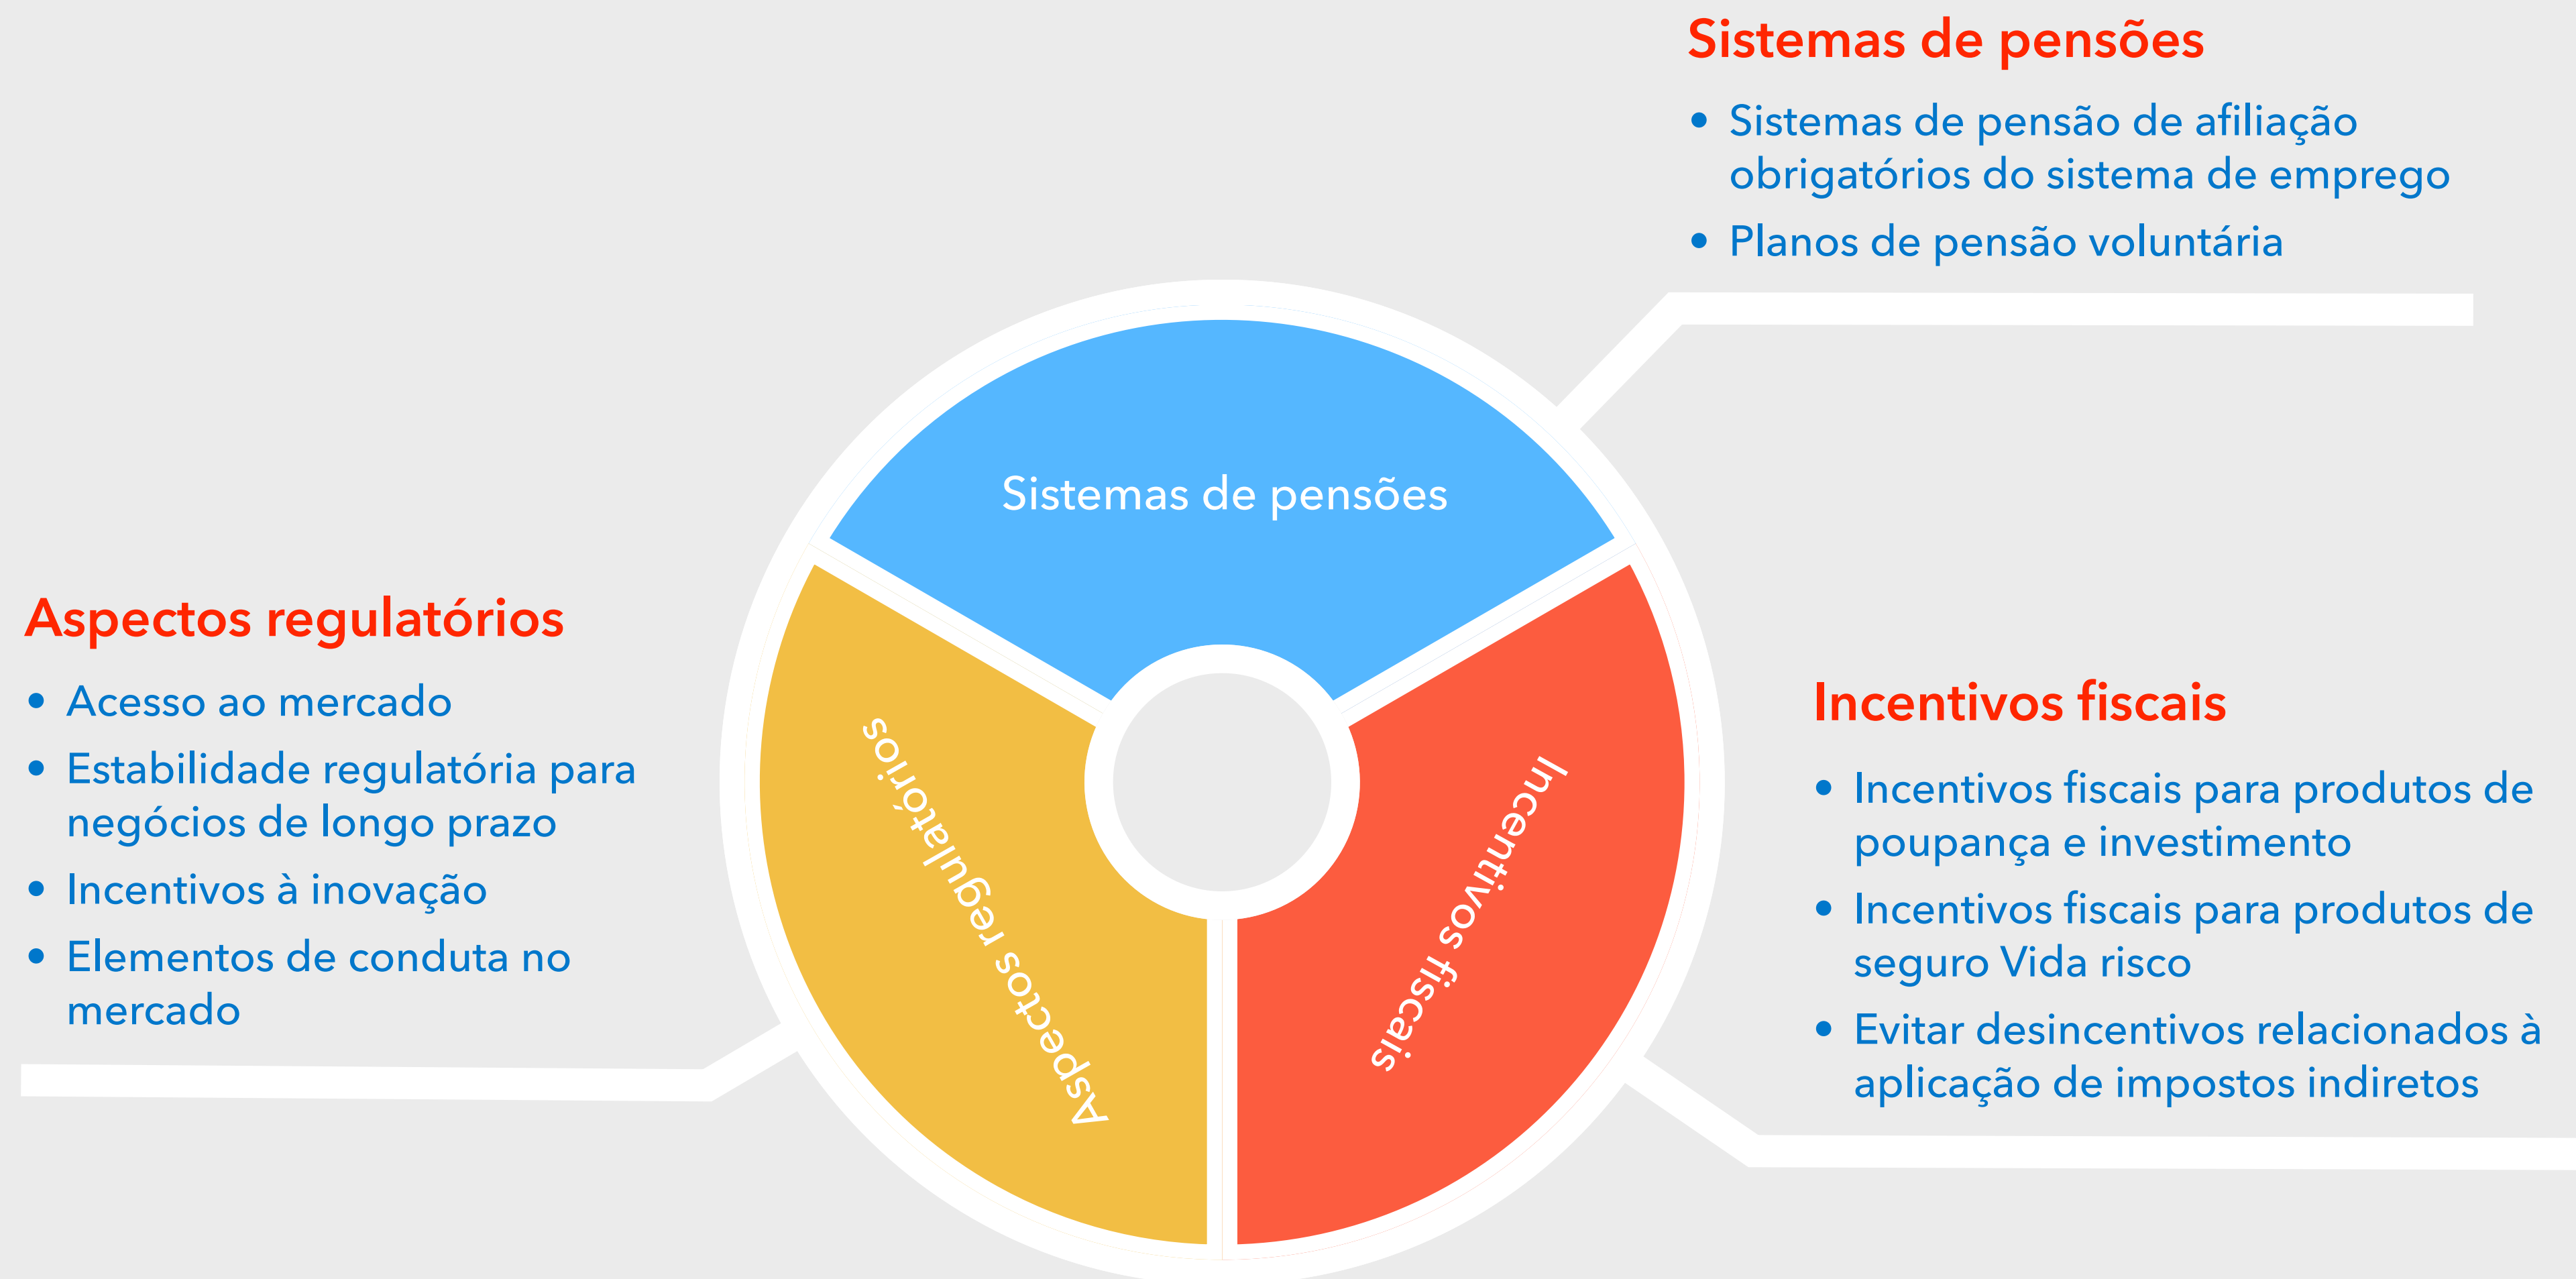 Sistemas de pensões
• Sistemas de pensão de afiliação
obrigatórios do sistema de emprego
• Planos de pensão voluntária
Sistemas de pensões
Aspectos regulatórios
• Acesso ao mercado
• Estabilidade regulatória para
negócios de longo prazo
• Incentivos à inovação
• Elementos de conduta no
mercado
Aspectos regulatórios
Incentivos fiscais
Incentivos fiscais
• Incentivos fiscais para produtos de
poupança e investimento
• Incentivos fiscais para produtos de
seguro Vida risco
• Evitar desincentivos relacionados à
aplicação de impostos indiretos